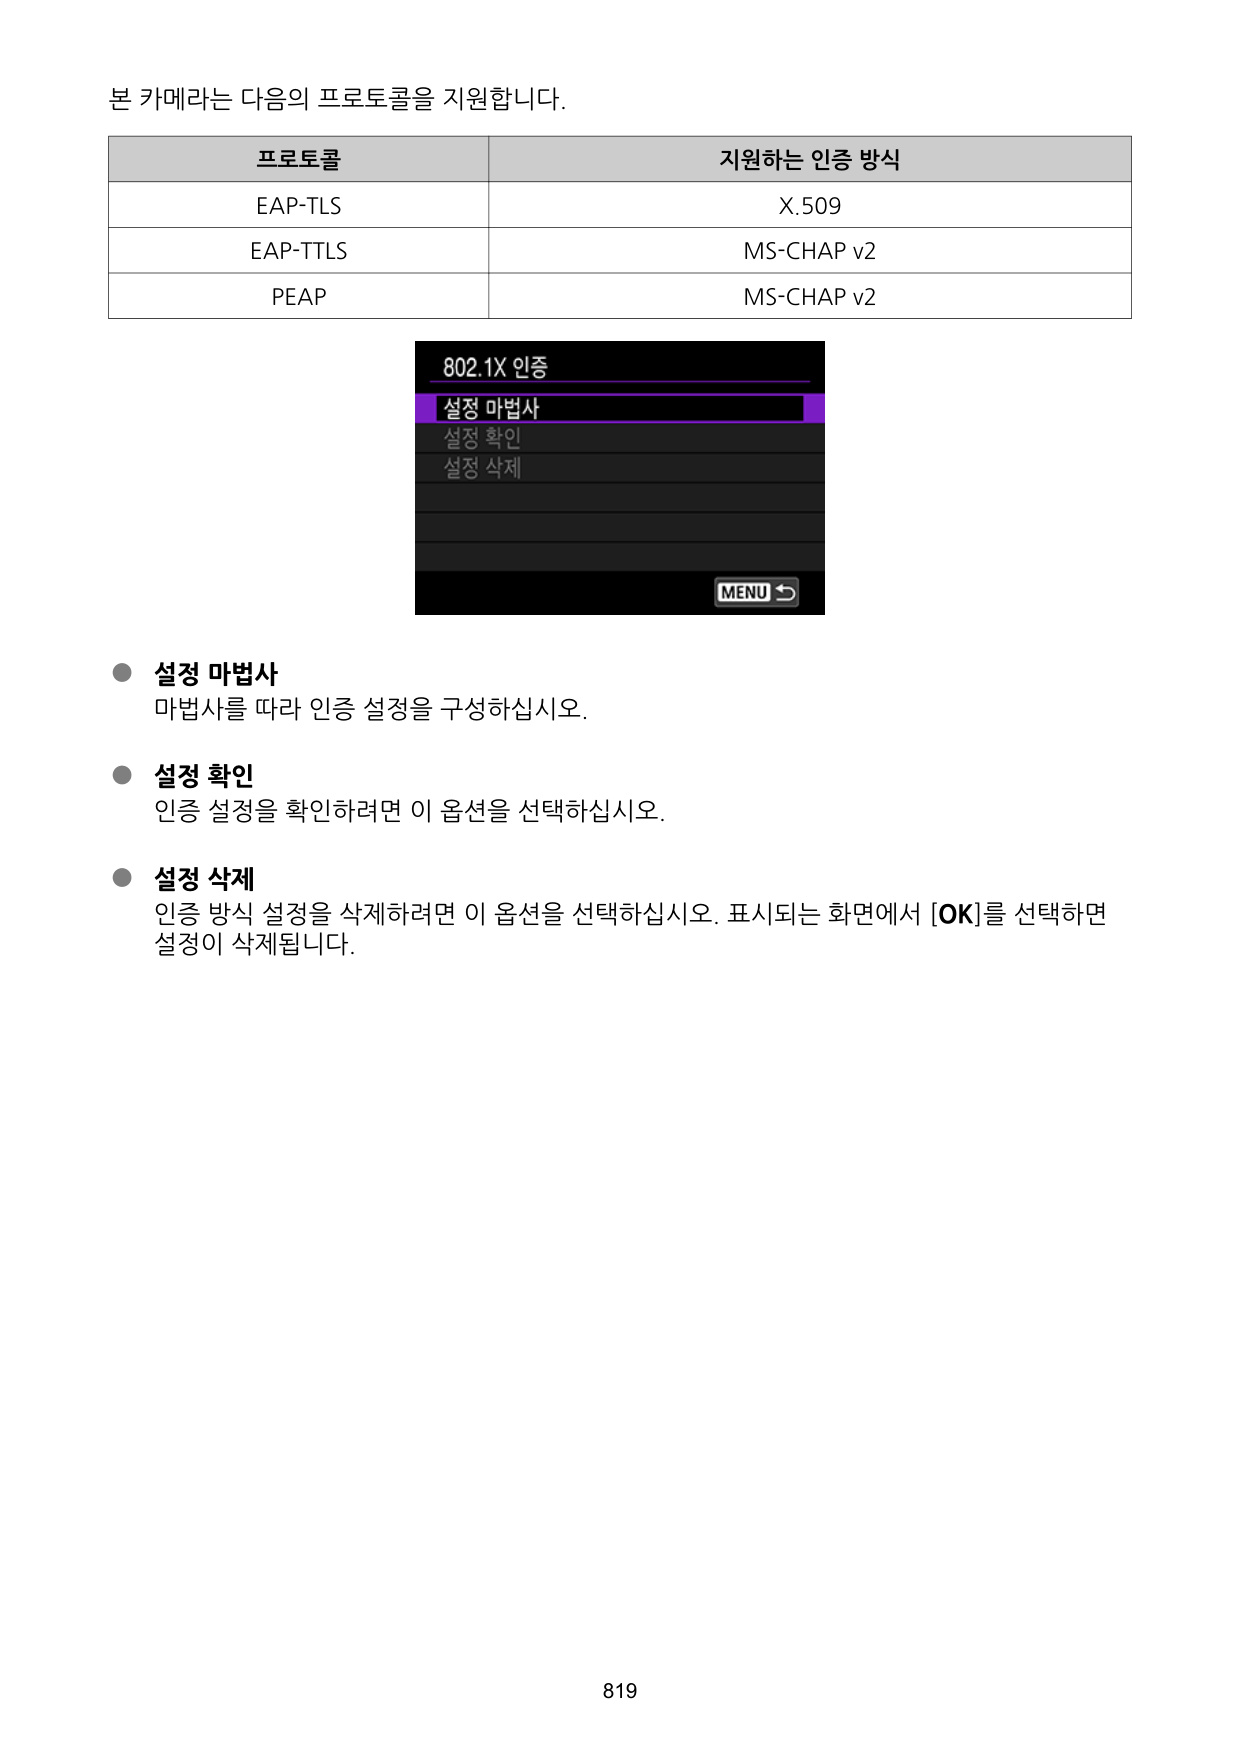 본 카메라는 다음의 프로토콜을 지원합니다.
프로토콜 지원하는 인증 방식
EAP-TLS X.509
EAP-TTLS MS-CHAP v2
PEAP MS-CHAP v2
802.1X 인증
설정 마법사
설정 확인
설정 삭제
MENU
● 설정 마법사
마법사를 따라 인증 설정을 구성하십시오.
● 설정 확인
인증 설정을 확인하려면 이 옵션을 선택하십시오.
● 설정 삭제
인증 방식 설정을 삭제하려면 이 옵션을 선택하십시오. 표시되는 화면에서 [OK]를 선택하면
설정이 삭제됩니다.
819